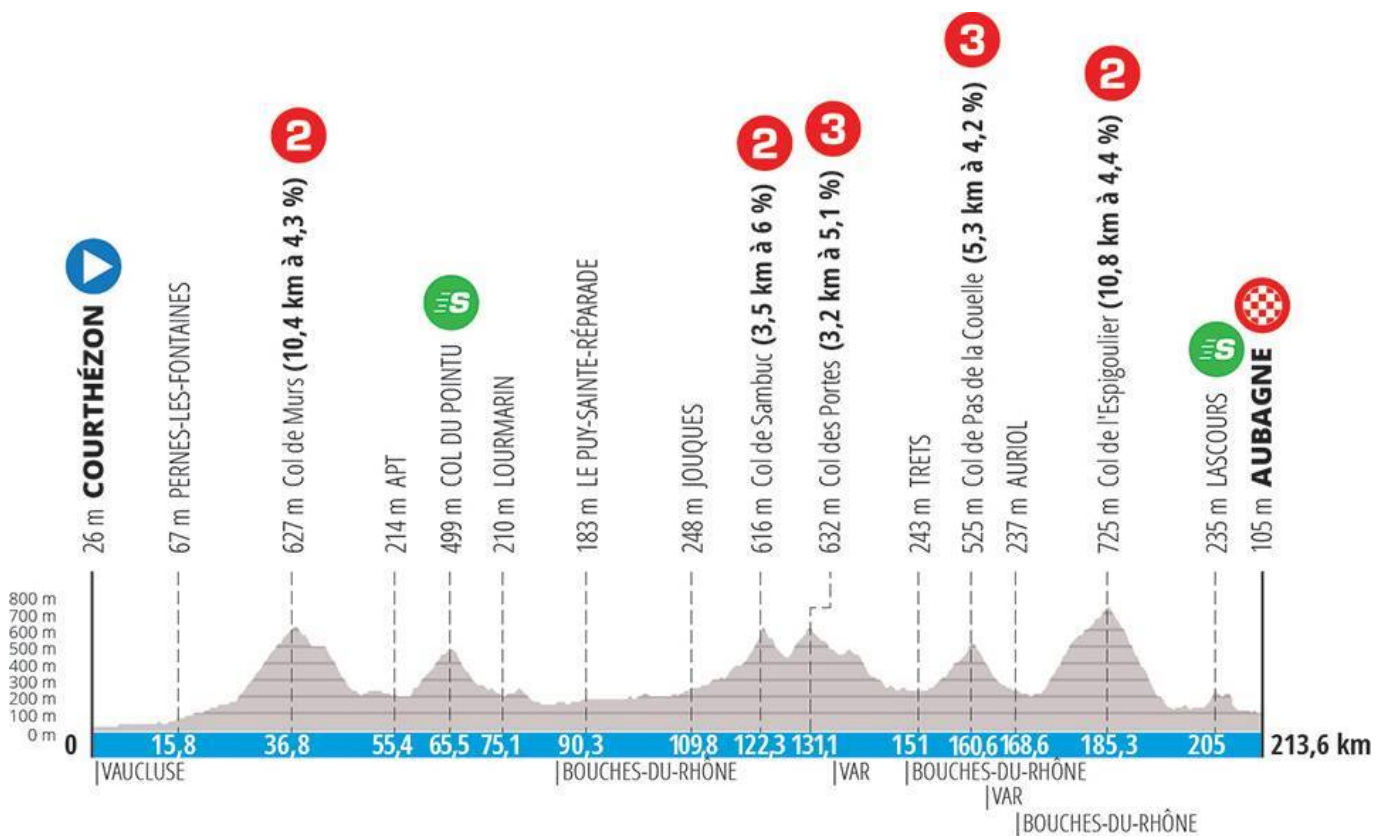 26 m COURTHÉZON
67 m PERNES-LES-FONTAINES
2
627 m Col de Murs (10,4 km à 4,3 %)
214 m APT
S
499 m COL DU POINTU
210 m LOURMARIN
183 m LE PUY-SAINTE-RÉPARADE
248 m JOUQUES
2
616 m Col de Sambuc (3,5 km à 6 %)
3
632 m Col des Portes (3,2 km à 5,1 %)
243 m TRETS
3
525 m Col de Pas de la Couelle (5,3 km à 4,2 %)
237 m AURIOL
2
725 m Col de l'Espigoulier (10,8 km à 4,4 %)
S
235 m LASCOURS
105 m AUBAGNE
800 m
700 m
600 m
500 m
400 m
300 m
200 m
100 m
0 m
0 15,8 36,8 55,4 65,5 75,1 90,3 109,8 122,3 131,1 151 160.6 168,6 185,3 205 213,6 km
|VAUCLUSE |BOUCHES-DU-RHÔNE |VAR |BOUCHES-DU-RHÔNE
|VAR
|BOUCHES-DU-RHÔNE